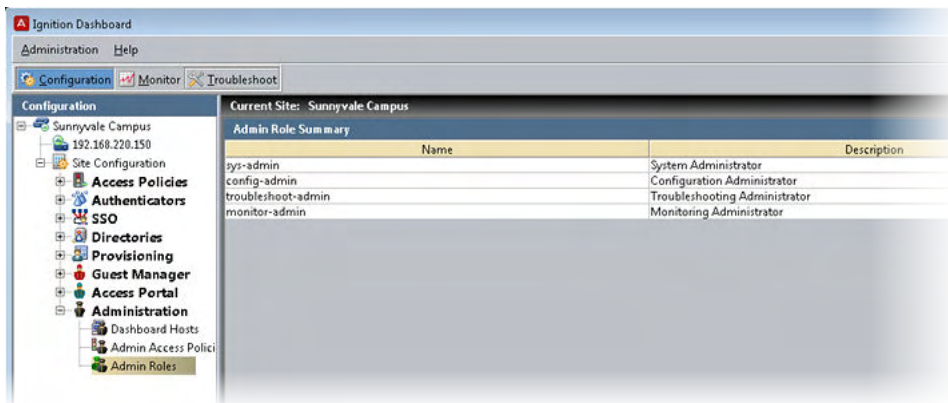 Ignition Dashboard
Administration Help
Configuration Monitor Troubleshoot
Configuration
Sunnyvale Campus
192.168.220.150
Site Configuration
Access Policies
Authenticators
SSO
Directories
Provisioning
Guest Manager
Access Portal
Administration
Dashboard Hosts
Admin Access Polici
Admin Roles
Current Site: Sunnyvale Campus
Admin Role Summary
Name Description
sys-admin System Administrator
config-admin Configuration Administrator
troubleshoot-admin Troubleshooting Administrator
monitor-admin Monitoring Administrator